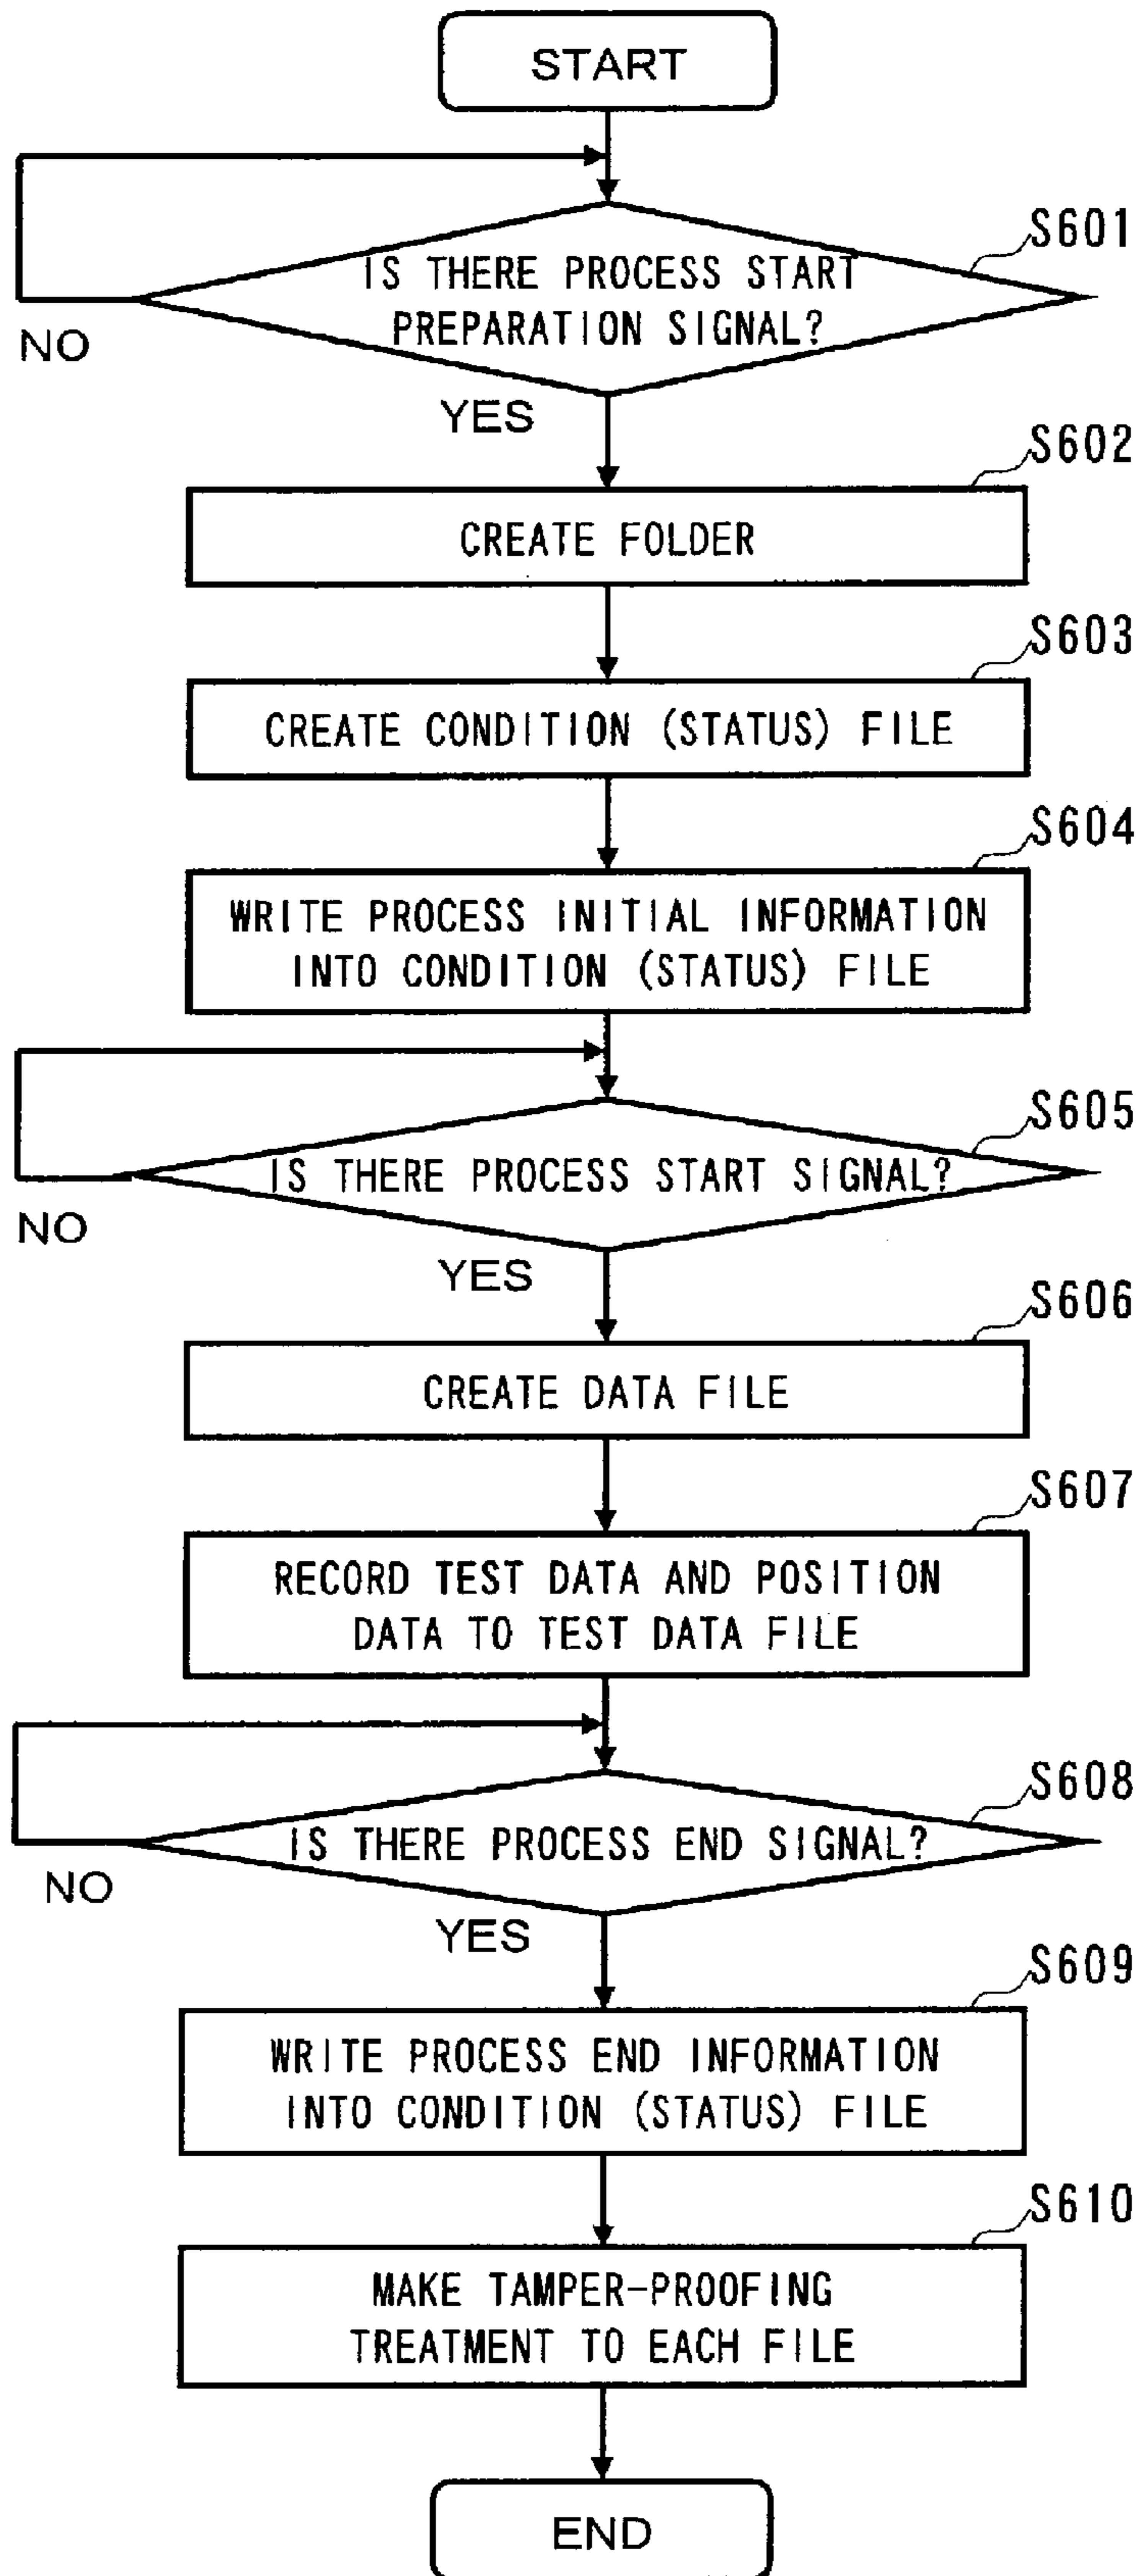 START
S601
IS THERE PROCESS START
PREPARATION SIGNAL?
NO
YES
S602
CREATE FOLDER
S603
CREATE CONDITION (STATUS) FILE
S604
WRITE PROCESS INITIAL INFORMATION
INTO CONDITION (STATUS) FILE
S605
IS THERE PROCESS START SIGNAL?
NO
YES
S606
CREATE DATA FILE
S607
RECORD TEST DATA AND POSITION
DATA TO TEST DATA FILE
S608
IS THERE PROCESS END SIGNAL?
NO
YES
S609
WRITE PROCESS END INFORMATION
INTO CONDITION (STATUS) FILE
S610
MAKE TAMPER-PROOFING
TREATMENT TO EACH FILE
END